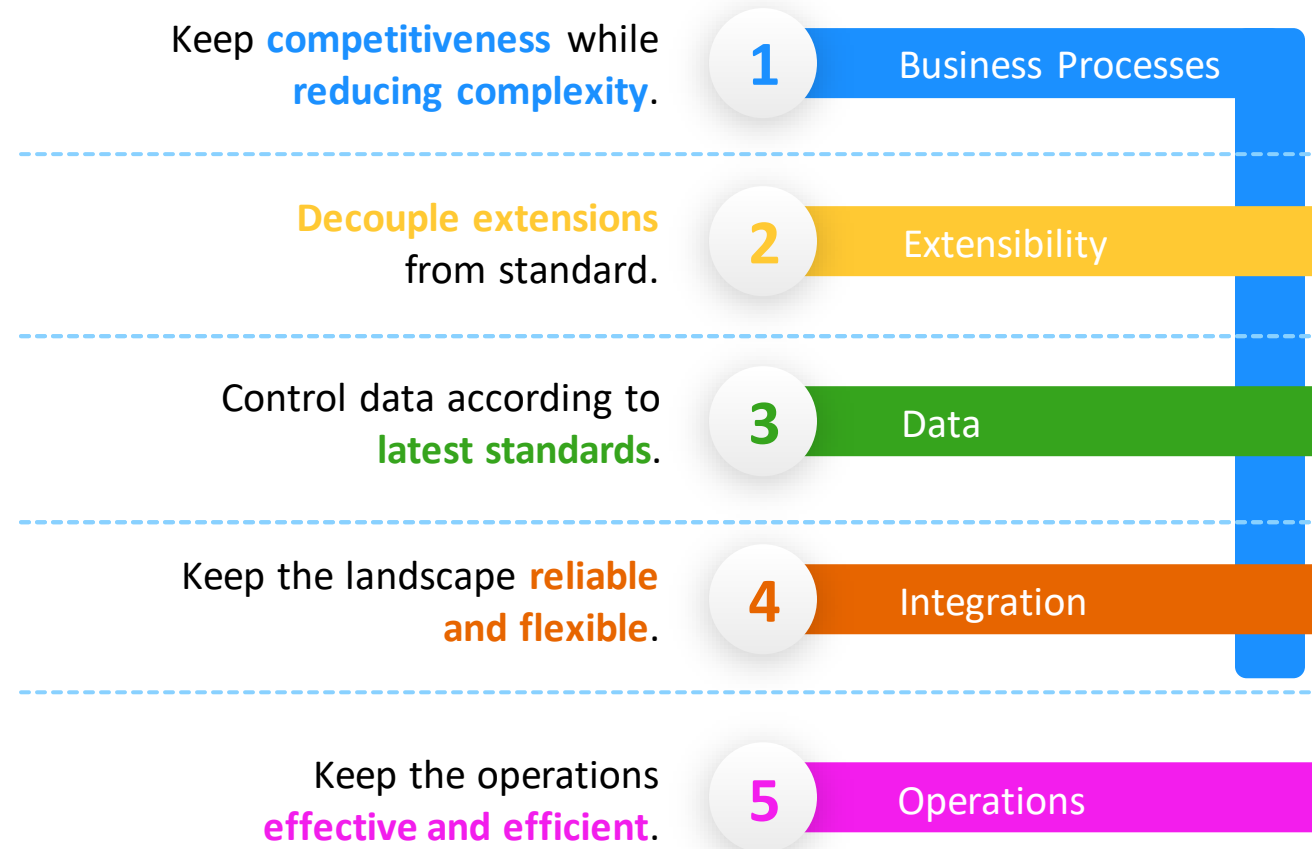 Keep competitiveness while
reducing complexity.
1
Business Processes
Decouple extensions
from standard.
2
Extensibility
Control data according to
latest standards.
3
Data
Keep the landscape reliable
and flexible.
4
Integration
Keep the operations
effective and efficient.
5
Operations